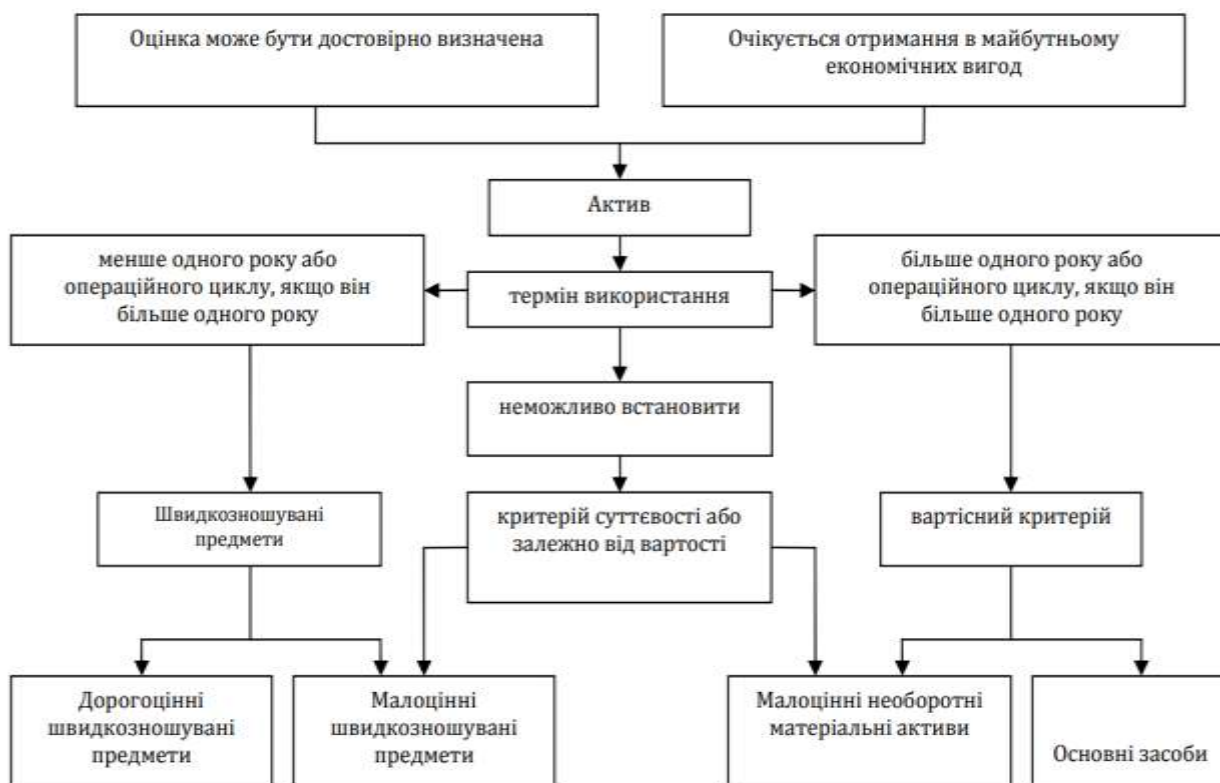 Оцінка може бути достовірно визначена
Очікується отримання в майбутньому
економічних вигод
Актив
менше одного року або
операційного циклу, якщо він
більше одного року
термін використання
більше одного року або
операційного циклу, якщо він
більше одного року
неможливо встановити
Швидкозношувані
предмети
критерій суттєвості або
залежно від вартості
вартісний критерій
Дорогоцінні
швидкозношувані
предмети
Малоцінні
швидкозношувані
предмети
Малоцінні необоротні
матеріальні активи
Основні засоби